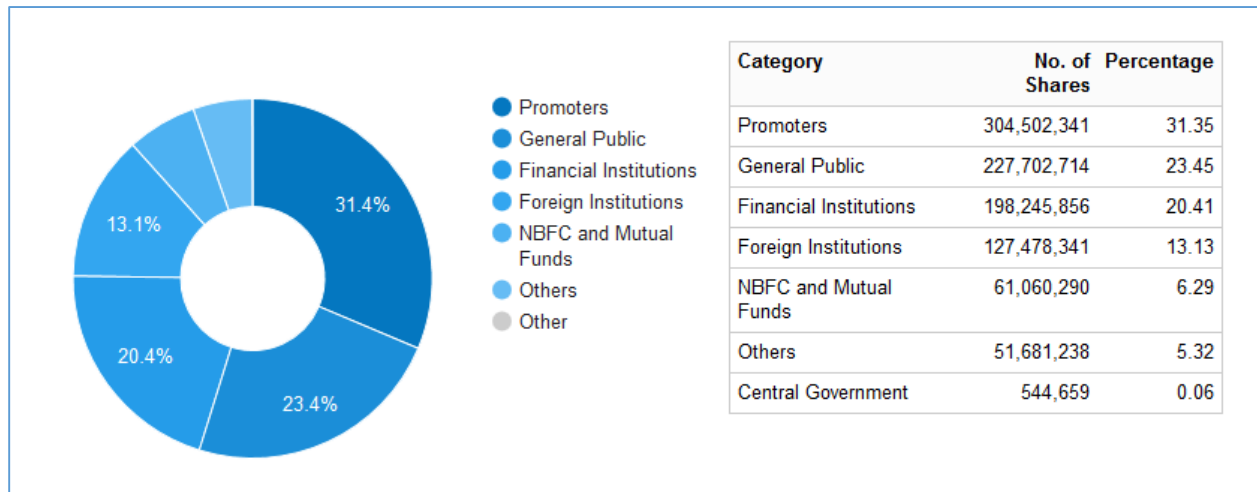 31.4%
23.4%
20.4%
13.1%
Promoters
General Public
Financial Institutions
Foreign Institutions
NBFC and Mutual
Funds
Others
Other
Category No. of Shares Percentage
Promoters 304,502,341 31.35
General Public 227,702,714 23.45
Financial Institutions 198,245,856 20.41
Foreign Institutions 127,478,341 13.13
NBFC and Mutual Funds 61,060,290 6.29
Others 51,681,238 5.32
Central Government 544,659 0.06